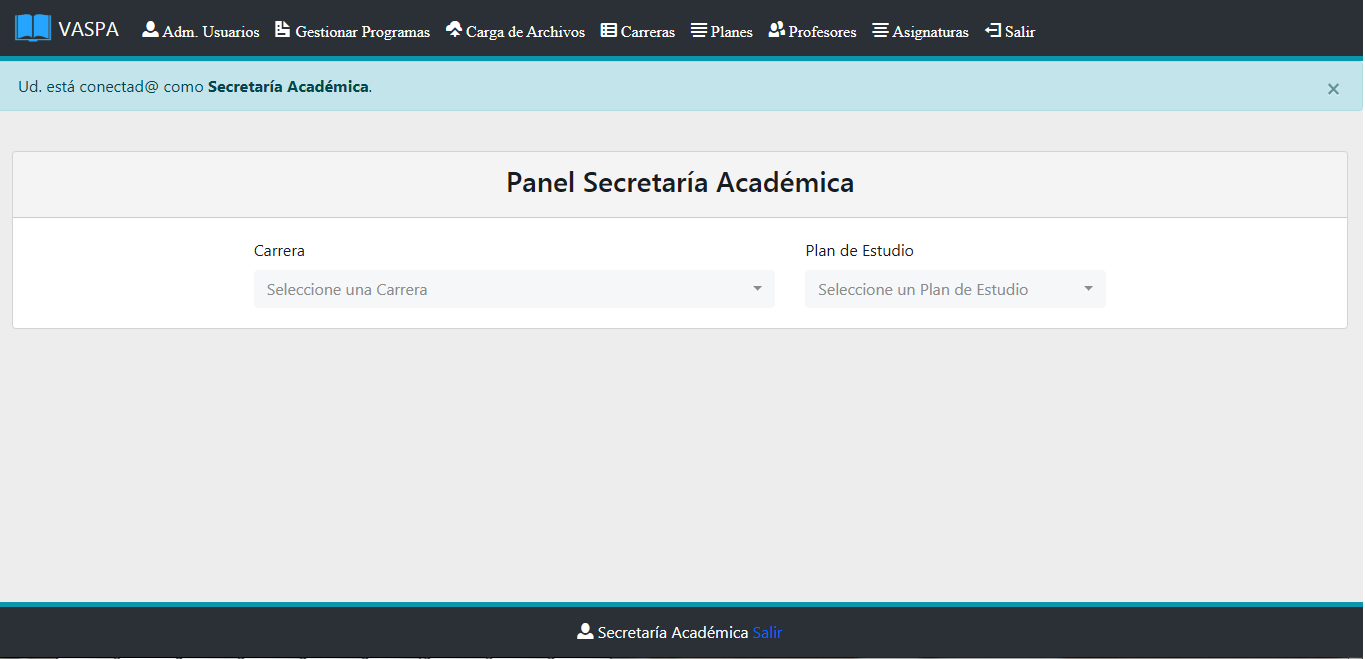 VASPA Adm. Usuarios Gestionar Programas Carga de Archivos Carreras Planes Profesores Asignaturas Salir
Ud. está conectad@ como Secretaría Académica. ×
Panel Secretaría Académica
Carrera Plan de Estudio
Seleccione una Carrera Seleccione un Plan de Estudio
Secretaría Académica Salir